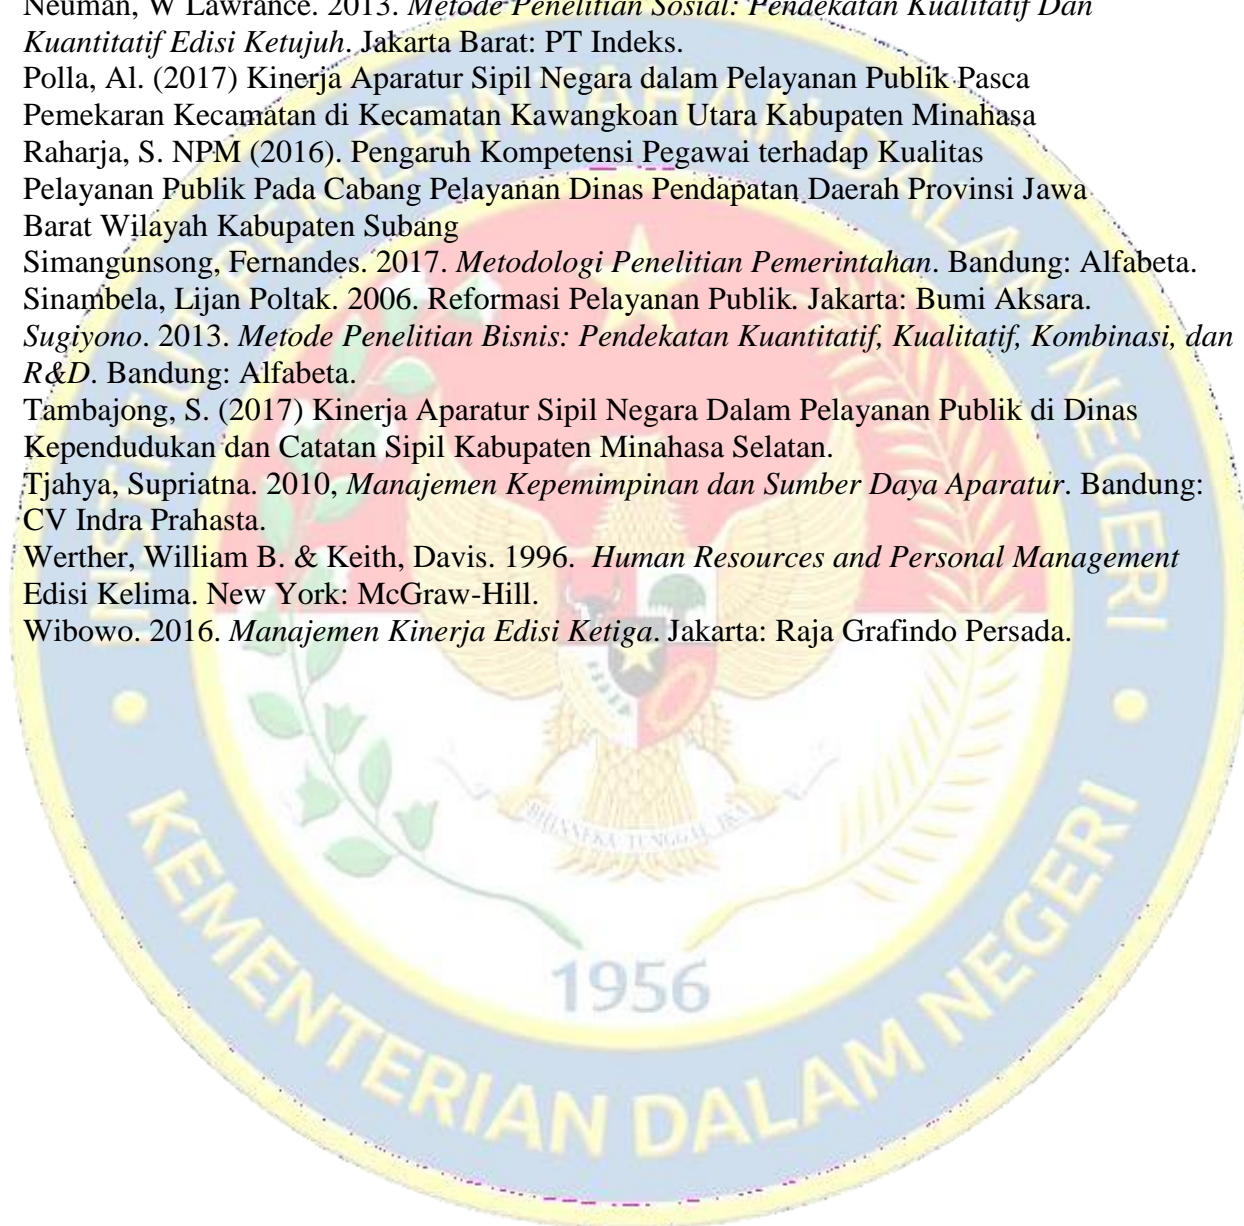 Neuman, W Lawrance. 2013. Metode Penelitian Sosial: Pendekatan Kualitatif Dan
Kuantitatif Edisi Ketujuh. Jakarta Barat: PT Indeks.
Polla, Al. (2017) Kinerja Aparatur Sipil Negara dalam Pelayanan Publik Pasca
Pemekaran Kecamatan di Kecamatan Kawangkoan Utara Kabupaten Minahasa
Raharja, S. NPM (2016). Pengaruh Kompetensi Pegawai terhadap Kualitas
Pelayanan Publik Pada Cabang Pelayanan Dinas Pendapatan Daerah Provinsi Jawa
Barat Wilayah Kabupaten Subang
Simangunsong, Fernandes. 2017. Metodologi Penelitian Pemerintahan. Bandung: Alfabeta.
Sinambela, Lijan Poltak. 2006. Reformasi Pelayanan Publik. Jakarta: Bumi Aksara.
Sugiyono. 2013. Metode Penelitian Bisnis: Pendekatan Kuantitatif, Kualitatif, Kombinasi, dan
R&D. Bandung: Alfabeta.
Tambajong, S. (2017) Kinerja Aparatur Sipil Negara Dalam Pelayanan Publik di Dinas
Kependudukan dan Catatan Sipil Kabupaten Minahasa Selatan.
Tjahya, Supriatna. 2010, Manajemen Kepemimpinan dan Sumber Daya Aparatur. Bandung:
CV Indra Prahasta.
Werther, William B. & Keith, Davis. 1996. Human Resources and Personal Management
Edisi Kelima. New York: McGraw-Hill.
Wibowo. 2016. Manajemen Kinerja Edisi Ketiga. Jakarta: Raja Grafindo Persada.
INSTITUT PEMERINTAHAN DALAM NEGERI
BHINNEKA TUNGGAL IKA
1956
KEMENTERIAN DALAM NEGERI